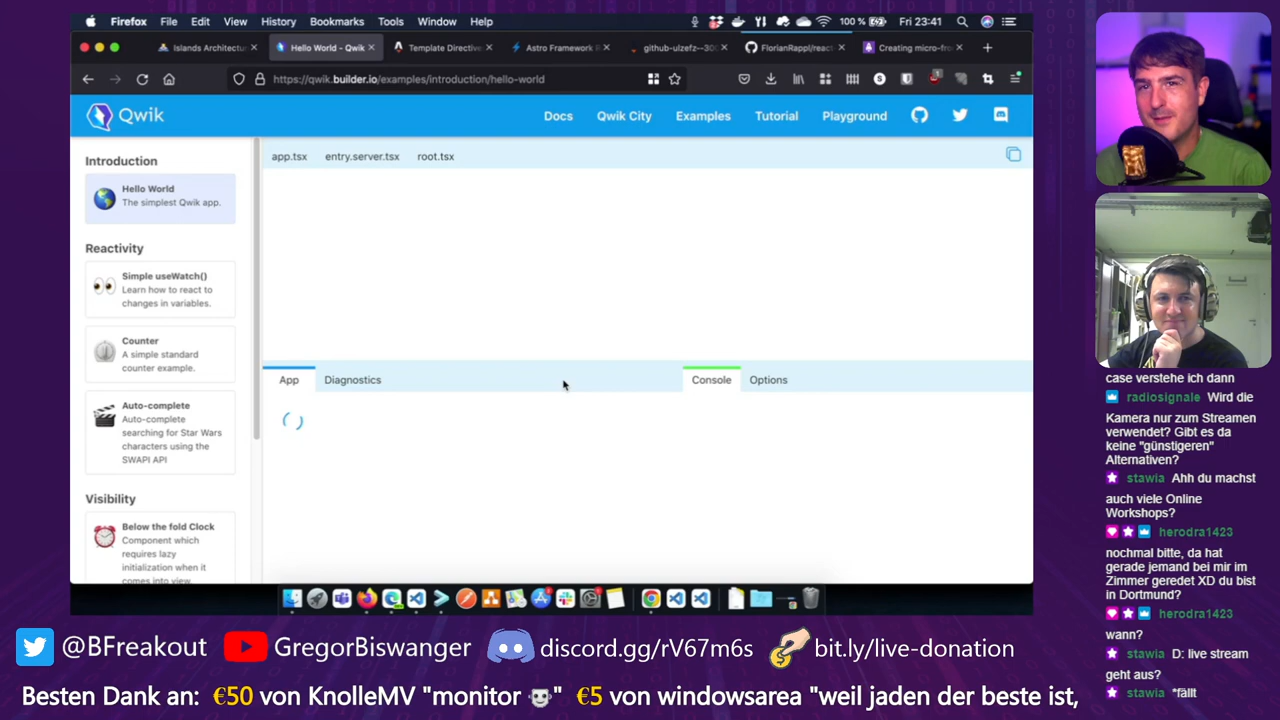 Firefox File Edit View History Bookmarks Tools Window Help
100 % Fri 23:41
Islands Architectu
Hello World – Qwik
Template Directive
Astro Framework R
github-ulzefz--300
FlorianRappl/react
Creating micro-fro
https://qwik.builder.io/examples/introduction/hello-world
Qwik
Docs Qwik City Examples Tutorial Playground
Introduction
Hello World
The simplest Qwik app.
Reactivity
Simple useWatch()
Learn how to react to
changes in variables.
Counter
A simple standard
counter example.
Auto-complete
Auto-complete
searching for Star Wars
characters using the
SWAPI API
Visibility
Below the fold Clock
Component which
requires lazy
initialization when it
comes into view.
app.tsx entry.server.tsx root.tsx
App Diagnostics
Console Options
case verstehe ich dann
radiosignale Wird die
Kamera nur zum Streamen
verwendet? Gibt es da
keine "günstigeren"
Alternativen?
stawia Ahh du machst
auch viele Online
Workshops?
herodra1423
nochmal bitte, da hat
gerade jemand bei mir im
Zimmer geredet XD du bist
in Dortmund?
herodra1423
wann?
stawia D: live stream
geht aus?
stawia *fällt
@BFreakout GregorBiswanger discord.gg/rV67m6s bit.ly/live-donation
Besten Dank an: €50 von KnolleMV "monitor " €5 von windowsarea "weil jaden der beste ist,